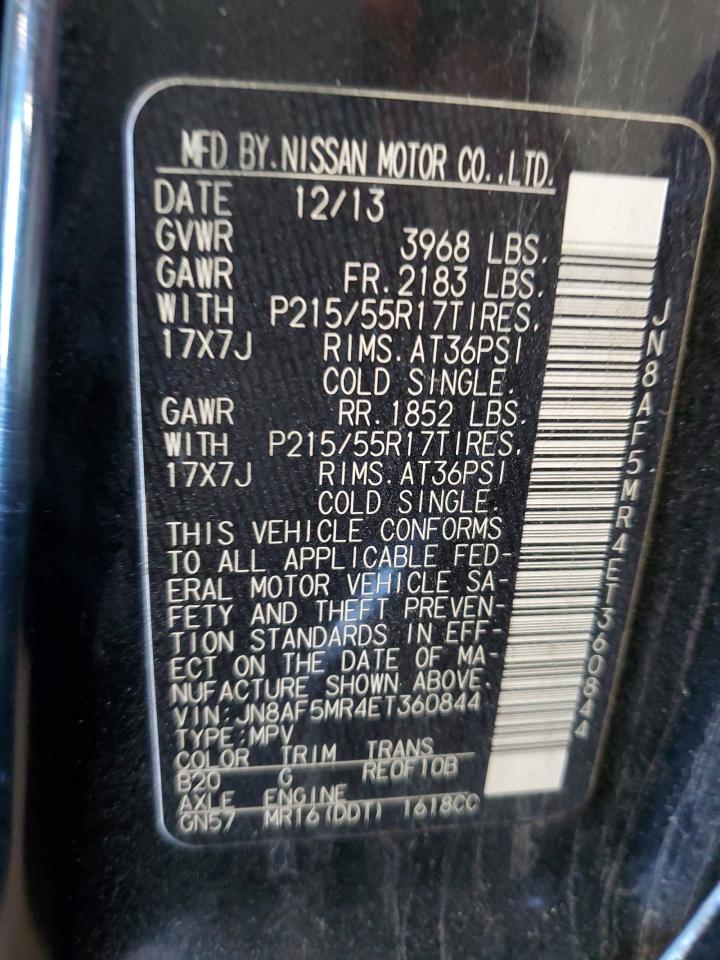 MFD BY. NISSAN MOTOR CO.,LTD.
DATE 12/13
GVWR 3968 LBS.
GAWR FR. 2183 LBS.
WITH P215/55R17TIRES.
17X7J RIMS. AT36PSI
COLD SINGLE.
GAWR RR. 1852 LBS.
WITH P215/55R17TIRES.
17X7J RIMS. AT36PSI
COLD SINGLE.
THIS VEHICLE CONFORMS
TO ALL APPLICABLE FED-
ERAL MOTOR VEHICLE SA-
FETY AND THEFT PREVEN-
TION STANDARDS IN EFF-
ECT ON THE DATE OF MA-
NUFACTURE SHOWN ABOVE.
VIN: JN8AF5MR4ET360844
TYPE: MPV
COLOR TRIM TRANS
B20 G RE0F10B
AXLE ENGINE
GN57 MR16(DDT) 1618CC
JN8AF5MR4ET360844